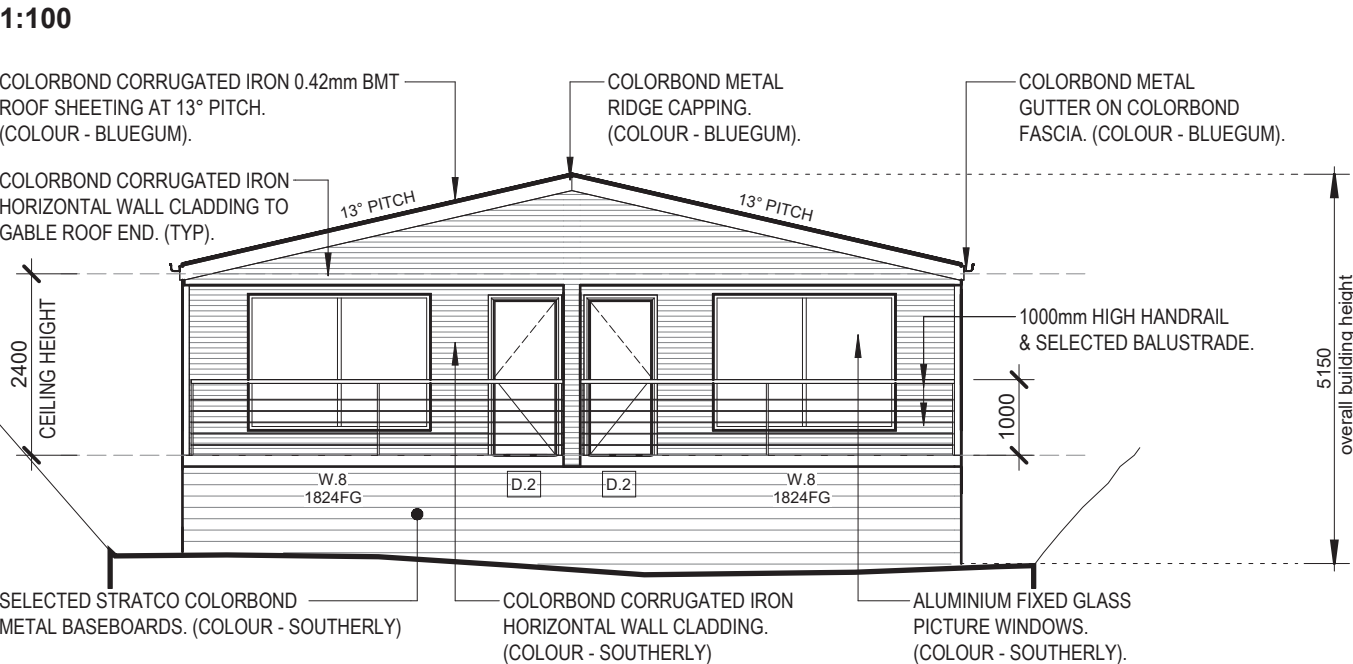 1:100
COLORBOND CORRUGATED IRON 0.42mm BMT
ROOF SHEETING AT 13° PITCH.
(COLOUR - BLUEGUM).
COLORBOND METAL
RIDGE CAPPING.
(COLOUR - BLUEGUM).
COLORBOND METAL
GUTTER ON COLORBOND
FASCIA. (COLOUR - BLUEGUM).
COLORBOND CORRUGATED IRON
HORIZONTAL WALL CLADDING TO
GABLE ROOF END. (TYP).
13° PITCH
13° PITCH
2400
CEILING HEIGHT
1000mm HIGH HANDRAIL
& SELECTED BALUSTRADE.
1000
5150
overall building height
W.8
1824FG
D.2
D.2
W.8
1824FG
SELECTED STRATCO COLORBOND
METAL BASEBOARDS. (COLOUR - SOUTHERLY)
COLORBOND CORRUGATED IRON
HORIZONTAL WALL CLADDING.
(COLOUR - SOUTHERLY)
ALUMINIUM FIXED GLASS
PICTURE WINDOWS.
(COLOUR - SOUTHERLY).